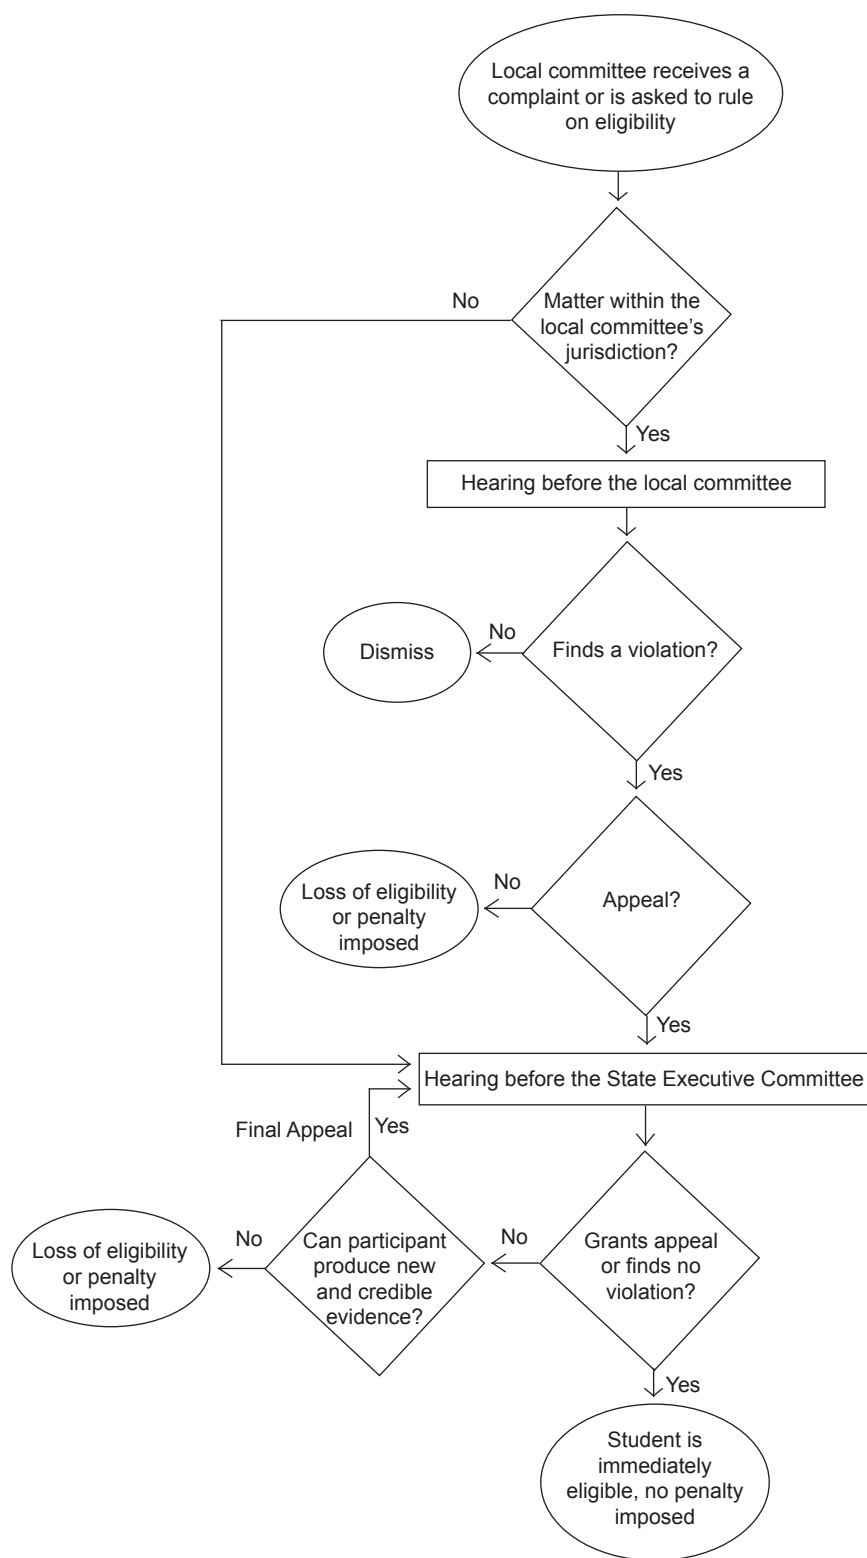 Local committee receives a
complaint or is asked to rule
on eligibility
No
Matter within the
local committee’s
jurisdiction?
Yes
Hearing before the local committee
No
Dismiss
Finds a violation?
Yes
Loss of eligibility
or penalty
imposed
No
Appeal?
Yes
Hearing before the State Executive Committee
Final Appeal
Yes
Loss of eligibility
or penalty
imposed
No
Can participant
produce new
and credible
evidence?
No
Grants appeal
or finds no
violation?
Yes
Student is
immediately
eligible, no penalty
imposed